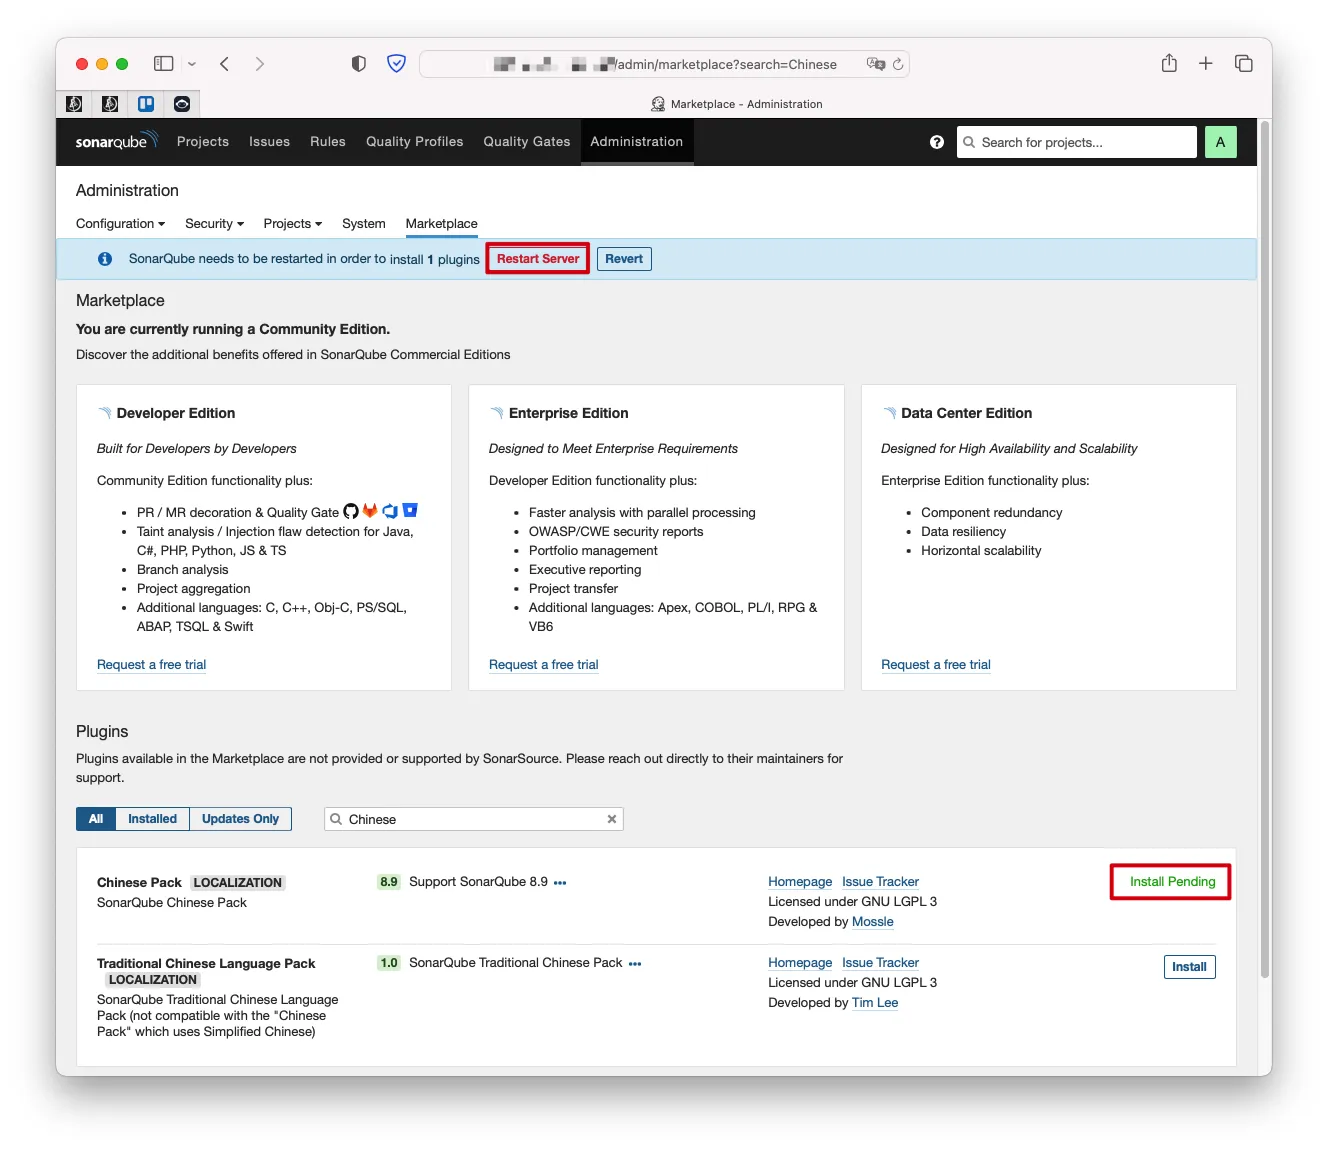 /admin/marketplace?search=Chinese
Marketplace - Administration
sonarqube Projects Issues Rules Quality Profiles Quality Gates Administration Search for projects... A
Administration
Configuration Security Projects System Marketplace
SonarQube needs to be restarted in order to install 1 plugins Restart Server Revert
Marketplace
You are currently running a Community Edition.
Discover the additional benefits offered in SonarQube Commercial Editions
Developer Edition
Built for Developers by Developers
Community Edition functionality plus:
• PR / MR decoration & Quality Gate
• Taint analysis / Injection flaw detection for Java,
C#, PHP, Python, JS & TS
• Branch analysis
• Project aggregation
• Additional languages: C, C++, Obj-C, PS/SQL,
ABAP, TSQL & Swift
Request a free trial
Enterprise Edition
Designed to Meet Enterprise Requirements
Developer Edition functionality plus:
• Faster analysis with parallel processing
• OWASP/CWE security reports
• Portfolio management
• Executive reporting
• Project transfer
• Additional languages: Apex, COBOL, PL/I, RPG &
VB6
Request a free trial
Data Center Edition
Designed for High Availability and Scalability
Enterprise Edition functionality plus:
• Component redundancy
• Data resiliency
• Horizontal scalability
Request a free trial
Plugins
Plugins available in the Marketplace are not provided or supported by SonarSource. Please reach out directly to their maintainers for
support.
All Installed Updates Only Chinese
Chinese Pack LOCALIZATION
SonarQube Chinese Pack
8.9 Support SonarQube 8.9 •••
Homepage Issue Tracker
Licensed under GNU LGPL 3
Developed by Mossle
Install Pending
Traditional Chinese Language Pack
LOCALIZATION
SonarQube Traditional Chinese Language
Pack (not compatible with the "Chinese
Pack" which uses Simplified Chinese)
1.0 SonarQube Traditional Chinese Pack •••
Homepage Issue Tracker
Licensed under GNU LGPL 3
Developed by Tim Lee
Install